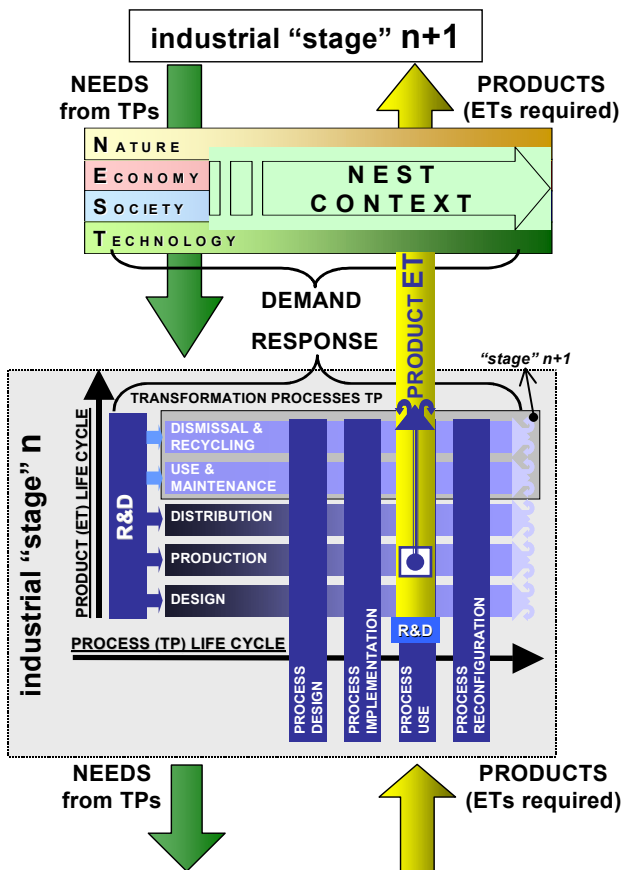 industrial “stage” n+1
NEEDS
from TPs
PRODUCTS
(ETs required)
NATURE
ECONOMY
SOCIETY
TECHNOLOGY
NEST
CONTEXT
DEMAND
RESPONSE
PRODUCT ET
“stage” n+1
industrial “stage” n
PRODUCT (ET) LIFE CYCLE
TRANSFORMATION PROCESSES TP
R&D
DISMISSAL &
RECYCLING
USE &
MAINTENANCE
DISTRIBUTION
PRODUCTION
DESIGN
R&D
PROCESS (TP) LIFE CYCLE
PROCESS
DESIGN
PROCESS
IMPLEMENTATION
PROCESS
USE
PROCESS
RECONFIGURATION
NEEDS
from TPs
PRODUCTS
(ETs required)